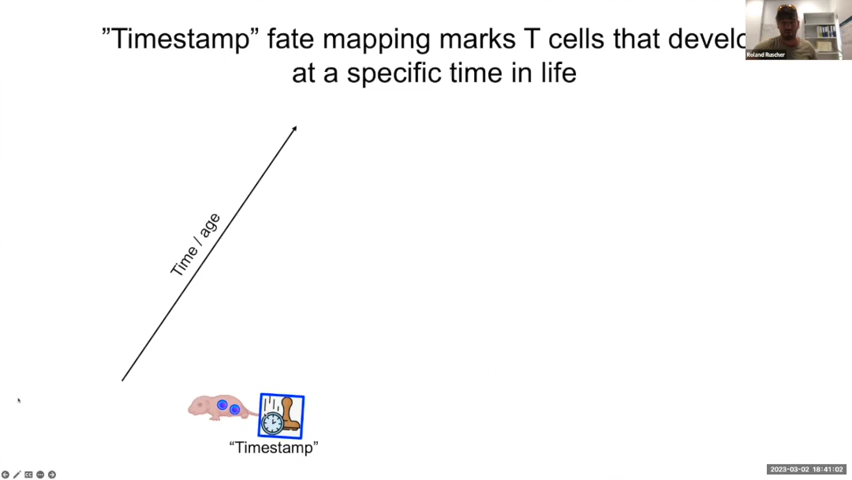 ”Timestamp” fate mapping marks T cells that develo
at a specific time in life
Roland Ruscher
Time / age
“Timestamp”
2023-03-02 18:41:02